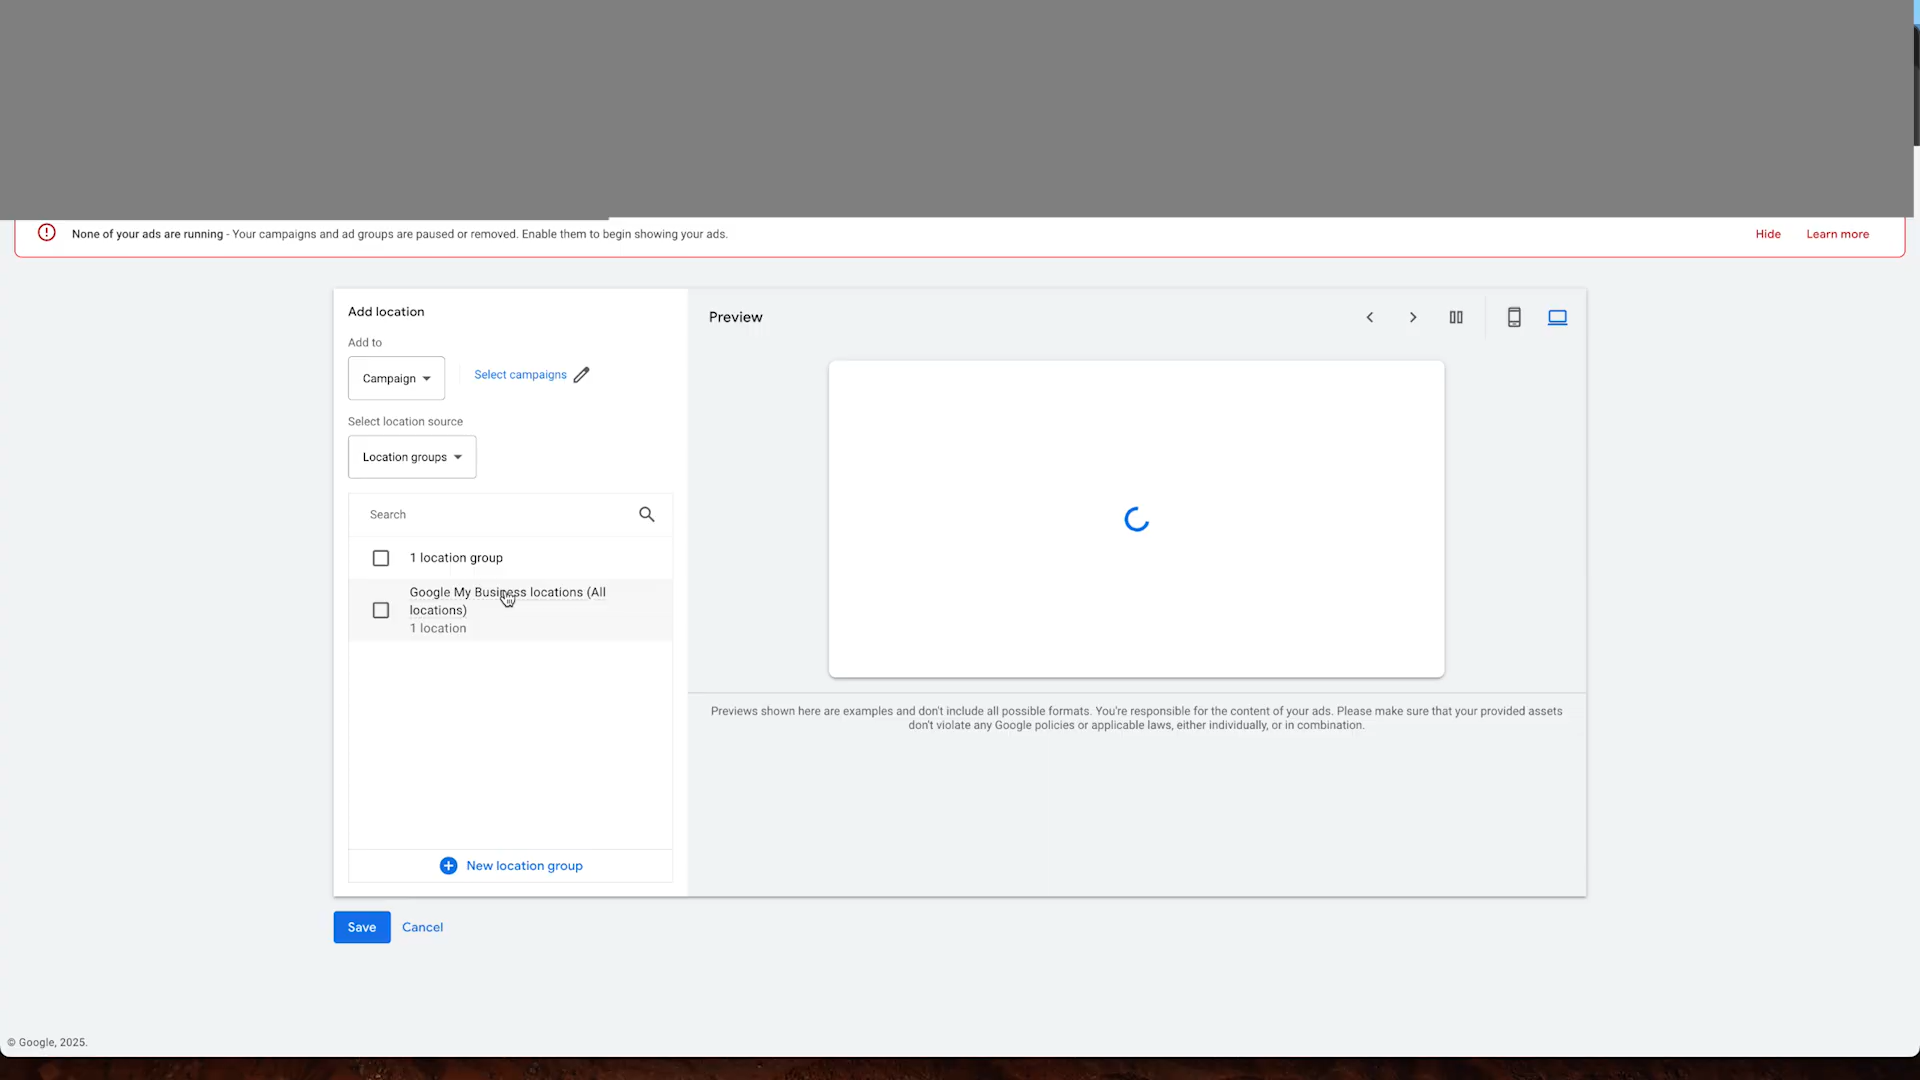 None of your ads are running - Your campaigns and ad groups are paused or removed. Enable them to begin showing your ads.
Hide
Learn more
Add location
Add to
Campaign
Select campaigns
Select location source
Location groups
Search
1 location group
Google My Business locations (All
locations)
1 location
New location group
Save
Cancel
Preview
Previews shown here are examples and don't include all possible formats. You're responsible for the content of your ads. Please make sure that your provided assets
don't violate any Google policies or applicable laws, either individually, or in combination.
© Google, 2025.